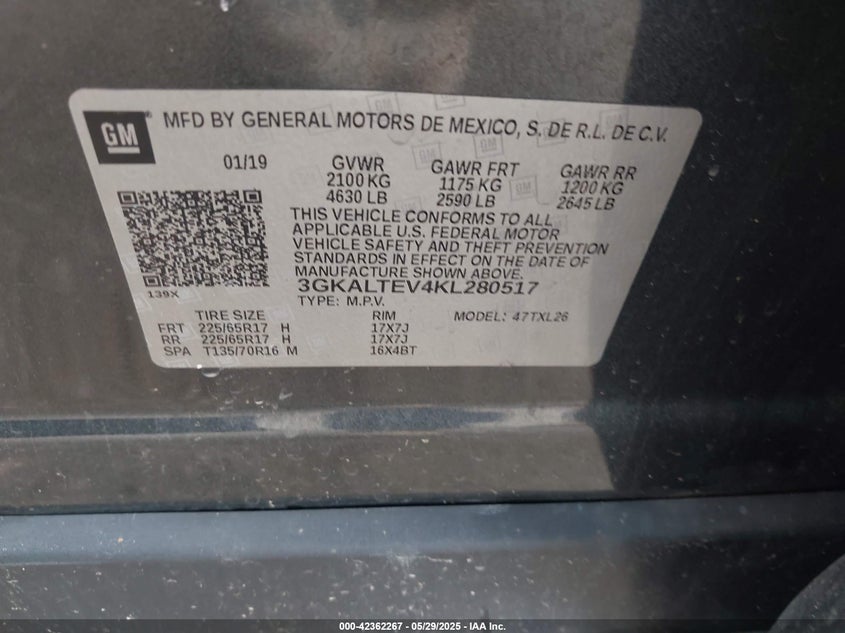 GM
MFD BY GENERAL MOTORS DE MEXICO, S. DE R.L. DE C.V.
01/19 GVWR GAWR FRT GAWR RR
2100 KG 1175 KG 1200 KG
4630 LB 2590 LB 2645 LB
THIS VEHICLE CONFORMS TO ALL
APPLICABLE U.S. FEDERAL MOTOR
VEHICLE SAFETY AND THEFT PREVENTION
STANDARDS IN EFFECT ON THE DATE OF
MANUFACTURE SHOWN ABOVE.
139X
3GKALTEV4KL280517
TYPE: M.P.V.
TIRE SIZE RIM MODEL: 47TXL26
FRT 225/65R17 H 17X7J
RR 225/65R17 H 17X7J
SPA T135/70R16 M 16X4BT
000-42362267 - 05/29/2025 - IAA Inc.